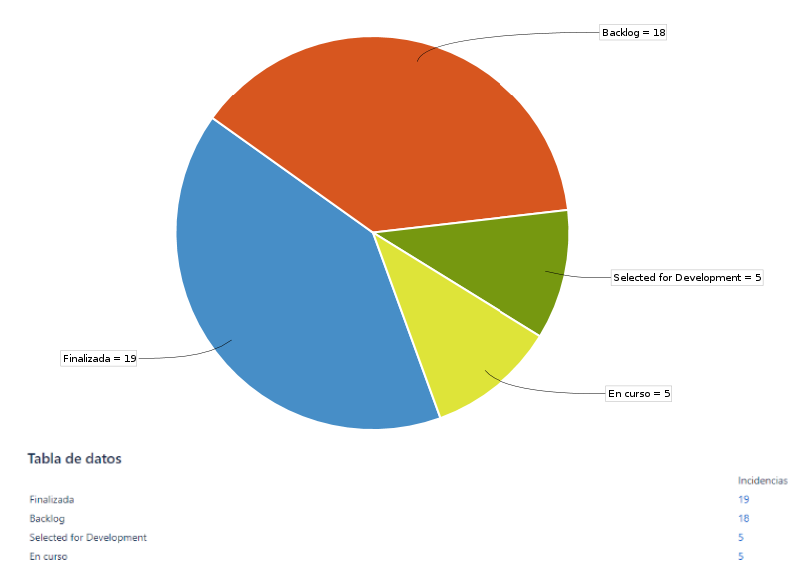 Backlog = 18
Selected for Development = 5
Finalizada = 19
En curso = 5
Tabla de datos
Incidencias
Finalizada 19
Backlog 18
Selected for Development 5
En curso 5